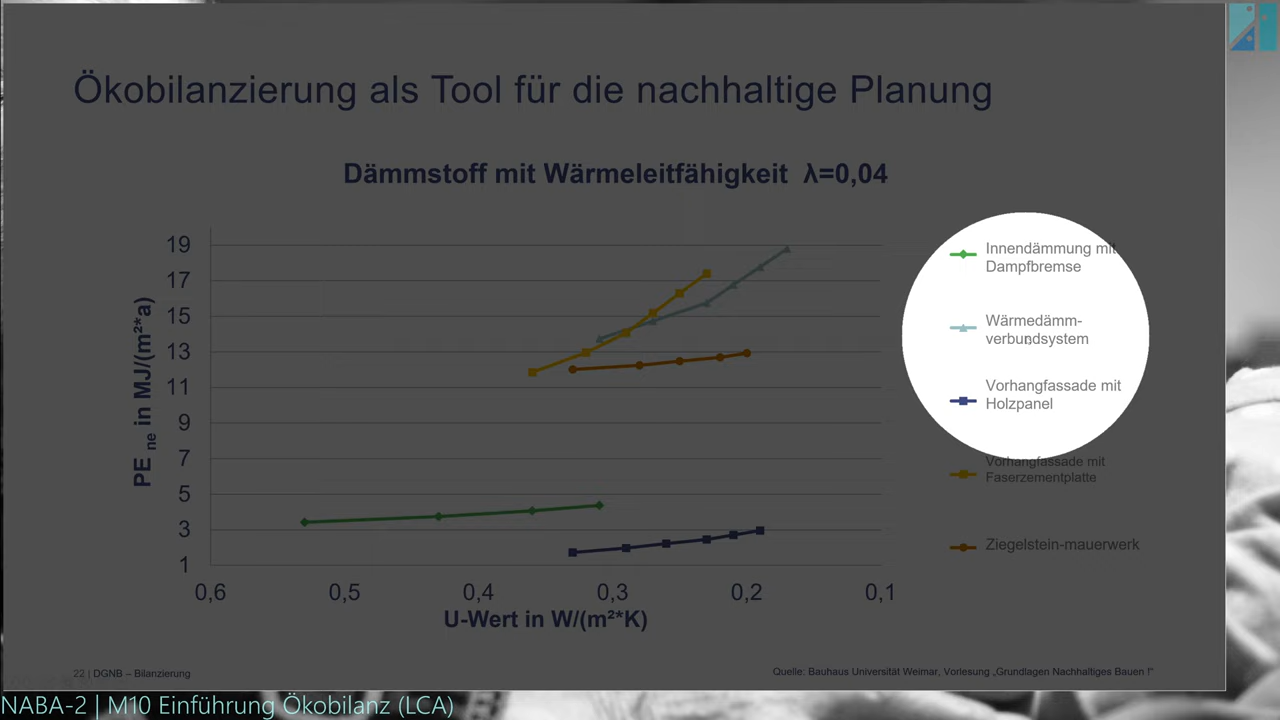 Ökobilanzierung als Tool für die nachhaltige Planung
Dämmstoff mit Wärmeleitfähigkeit λ=0,04
19
17
15
13
11
9
7
5
3
1
PE ne in MJ/(m²*a)
0,6
0,5
0,4
0,3
0,2
0,1
U-Wert in W/(m²*K)
Innendämmung mit
Dampfbremse
Wärmedämm-
verbundsystem
Vorhangfassade mit
Holzpanel
Vorhangfassade mit
Faserzementplatte
Ziegelstein-mauerwerk
22 | DGNB – Bilanzierung
Quelle: Bauhaus Universität Weimar, Vorlesung „Grundlagen Nachhaltiges Bauen I"
NABA-2 | M10 Einführung Ökobilanz (LCA)